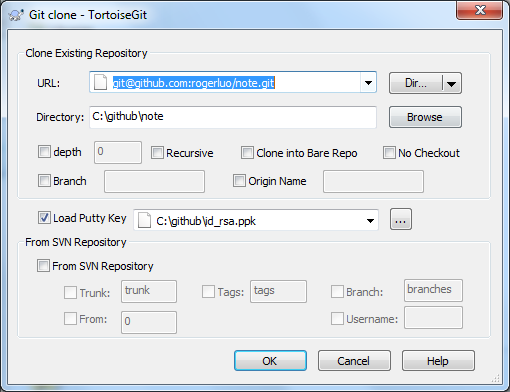 Git clone - TortoiseGit
Clone Existing Repository
URL: git@github.com:rogerluo/note.git Dir...
Directory: C:\github\note Browse
depth 0 Recursive Clone into Bare Repo No Checkout
Branch Origin Name
Load Putty Key C:\github\id_rsa.ppk ...
From SVN Repository
From SVN Repository
Trunk: trunk Tags: tags Branch: branches
From: 0 Username:
OK Cancel Help